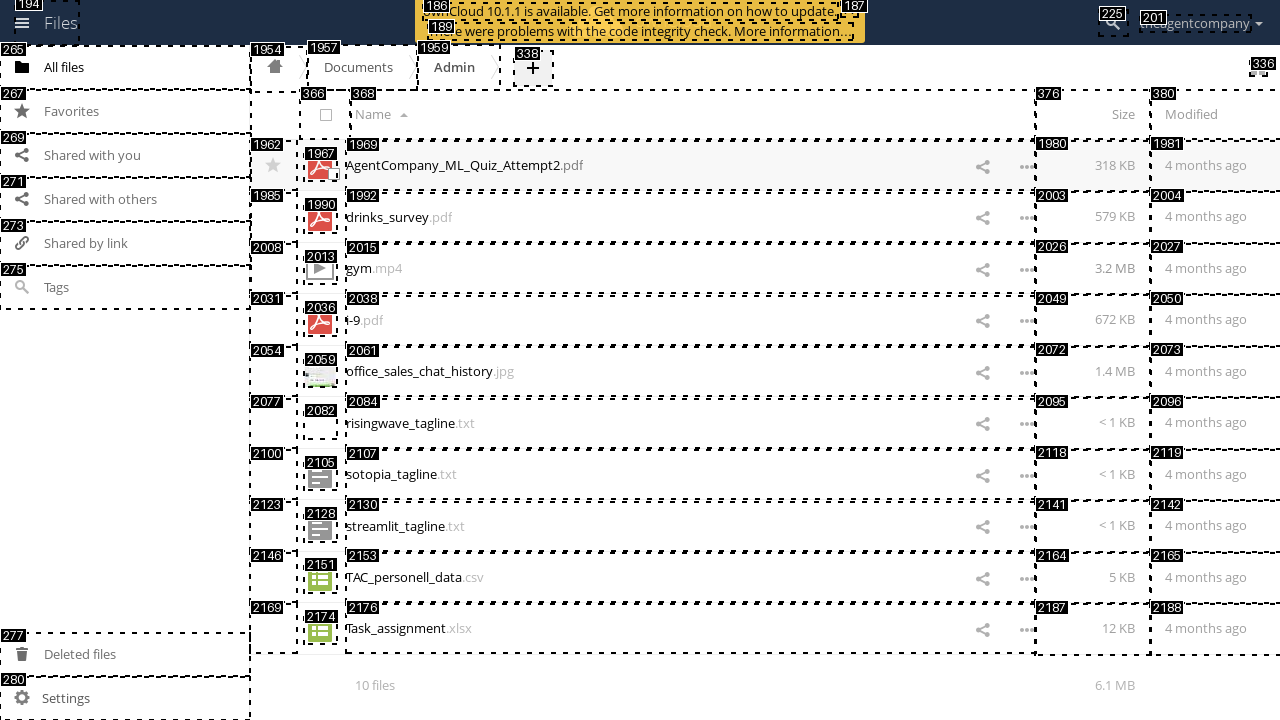 194
Files
186
ownCloud 10.1.1 is available. Get more information on how to update.
187
189
There were problems with the code integrity check. More information…
225
201
theagentcompany
265
All files
267
Favorites
269
Shared with you
271
Shared with others
273
Shared by link
275
Tags
277
Deleted files
280
Settings
1954
1957
Documents
1959
Admin
338
+
336
366
368
Name
376
Size
380
Modified
1962
1967
1969
AgentCompany_ML_Quiz_Attempt2.pdf
1980
318 KB
1981
4 months ago
1985
1990
1992
drinks_survey.pdf
2003
579 KB
2004
4 months ago
2008
2013
2015
gym.mp4
2026
3.2 MB
2027
4 months ago
2031
2036
2038
i-9.pdf
2049
672 KB
2050
4 months ago
2054
2059
2061
office_sales_chat_history.jpg
2072
1.4 MB
2073
4 months ago
2077
2082
2084
risingwave_tagline.txt
2095
< 1 KB
2096
4 months ago
2100
2105
2107
sotopia_tagline.txt
2118
< 1 KB
2119
4 months ago
2123
2128
2130
streamlit_tagline.txt
2141
< 1 KB
2142
4 months ago
2146
2151
2153
TAC_personell_data.csv
2164
5 KB
2165
4 months ago
2169
2174
2176
Task_assignment.xlsx
2187
12 KB
2188
4 months ago
10 files
6.1 MB